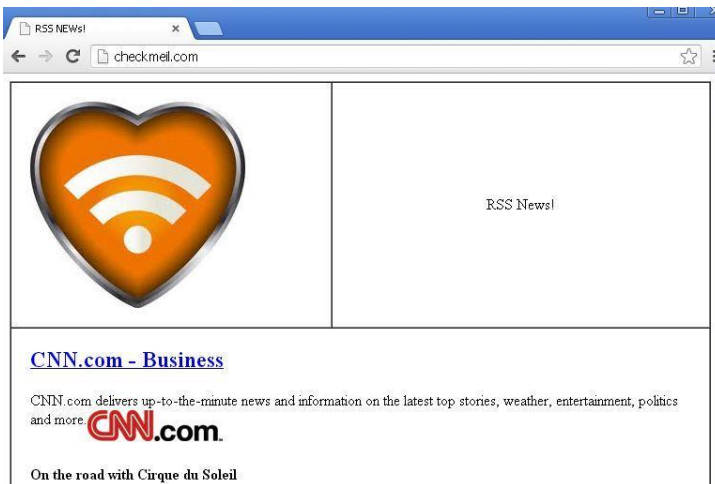 RSS NEWs!
checkmeil.com
RSS News!
CNN.com - Business
CNN.com delivers up-to-the-minute news and information on the latest top stories, weather, entertainment, politics
and more.
CNN.com.
On the road with Cirque du Soleil